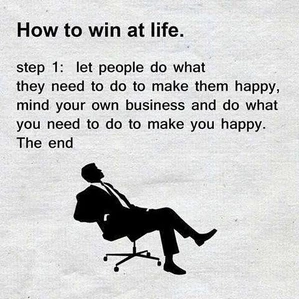 How to win at life.
step 1: let people do what
they need to do to make them happy,
mind your own business and do what
you need to do to make you happy.
The end